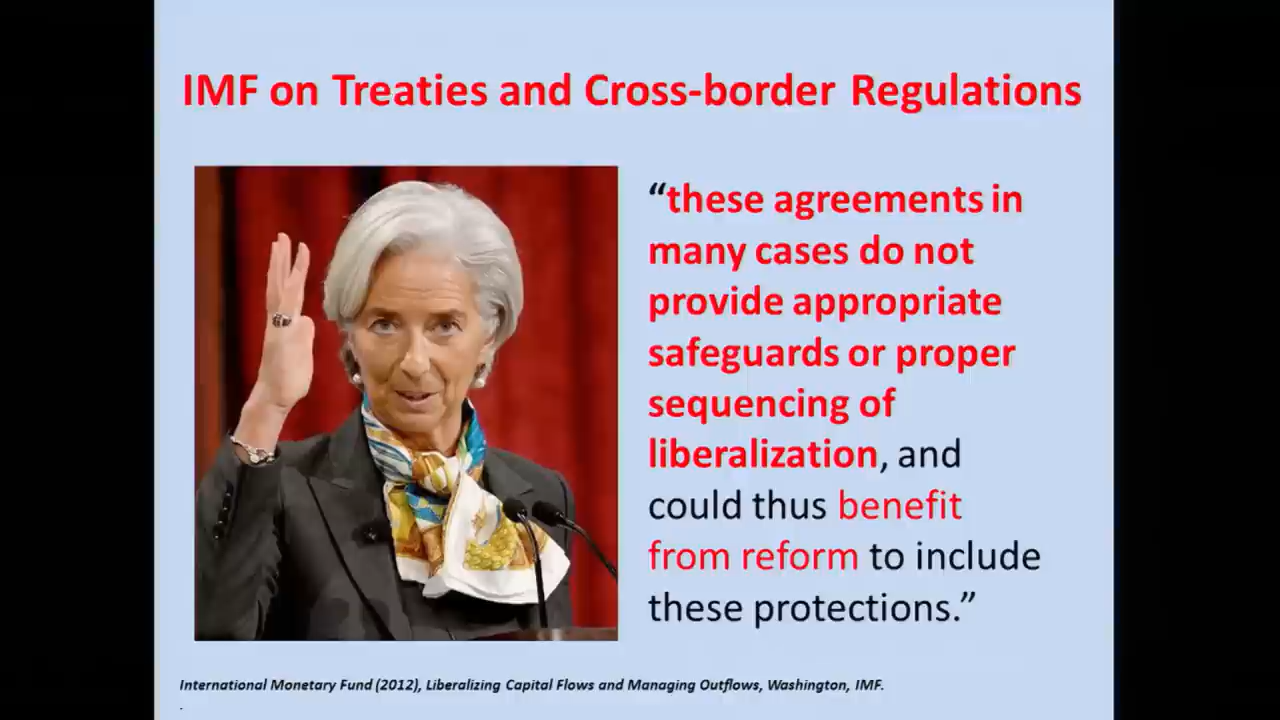 IMF on Treaties and Cross-border Regulations
“these agreements in
many cases do not
provide appropriate
safeguards or proper
sequencing of
liberalization, and
could thus benefit
from reform to include
these protections.”
International Monetary Fund (2012), Liberalizing Capital Flows and Managing Outflows, Washington, IMF.
.